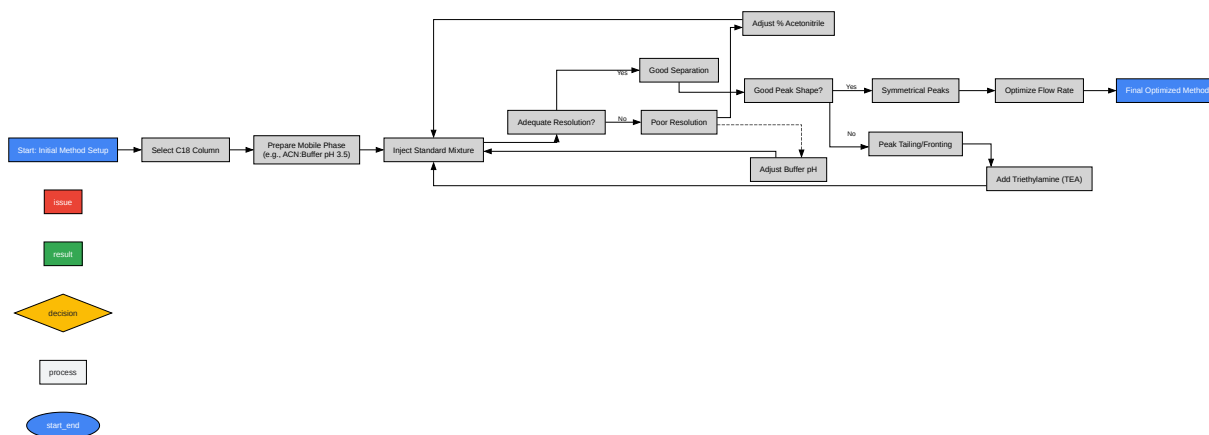 Adjust % Acetonitrile
Yes
Good Separation
Good Peak Shape?
Yes
Symmetrical Peaks
Optimize Flow Rate
Final Optimized Method
Adequate Resolution?
No
Poor Resolution
No
Peak Tailing/Fronting
Start: Initial Method Setup
Select C18 Column
Prepare Mobile Phase
(e.g., ACN:Buffer pH 3.5)
Inject Standard Mixture
Adjust Buffer pH
Add Triethylamine (TEA)
issue
result
decision
process
start_end